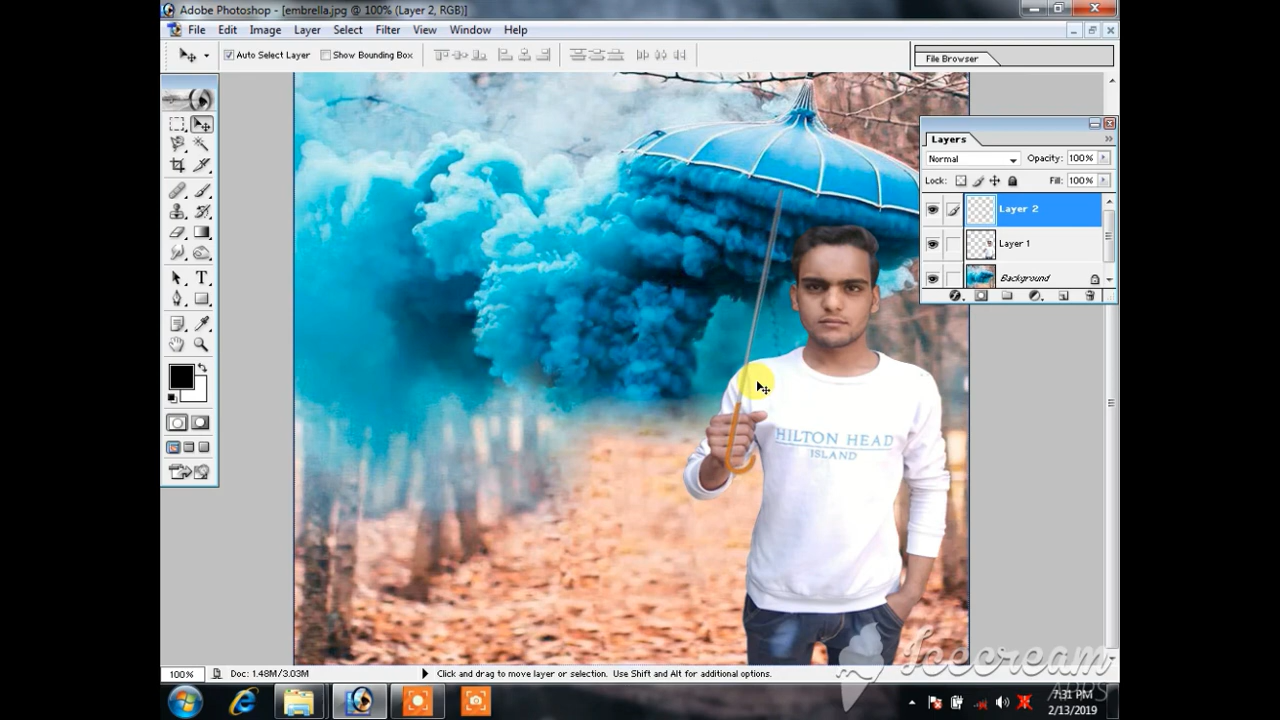 Adobe Photoshop - [embrella.jpg @ 100% (Layer 2, RGB)]
File Edit Image Layer Select Filter View Window Help
Auto Select Layer Show Bounding Box
File Browser
Layers
Normal Opacity: 100%
Lock: Fill: 100%
Layer 2
Layer 1
Background
HILTON HEAD
ISLAND
Icecream
APPS
100% Doc: 1.48M/3.03M Click and drag to move layer or selection. Use Shift and Alt for additional options.
7:31 PM
2/13/2019